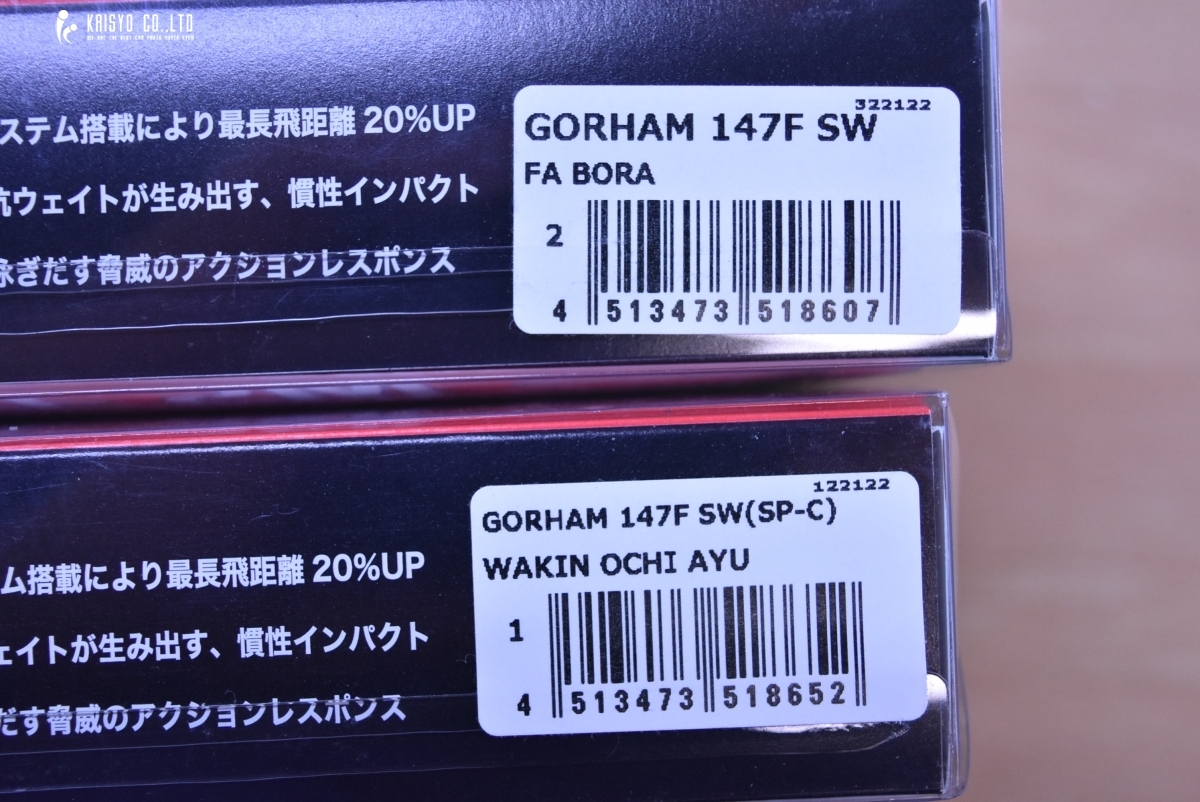 KAISYO CO.,LTD
ステム搭載により最長飛距離 20%UP
抗ウェイトが生み出す、慣性インパクト
泳ぎだす脅威のアクションレスポンス
322122
GORHAM 147F SW
FA BORA
2
4 513473 518607
ム搭載により最長飛距離 20%UP
ェイトが生み出す、慣性インパクト
だす脅威のアクションレスポンス
122122
GORHAM 147F SW(SP-C)
WAKIN OCHI AYU
1
4 513473 518652